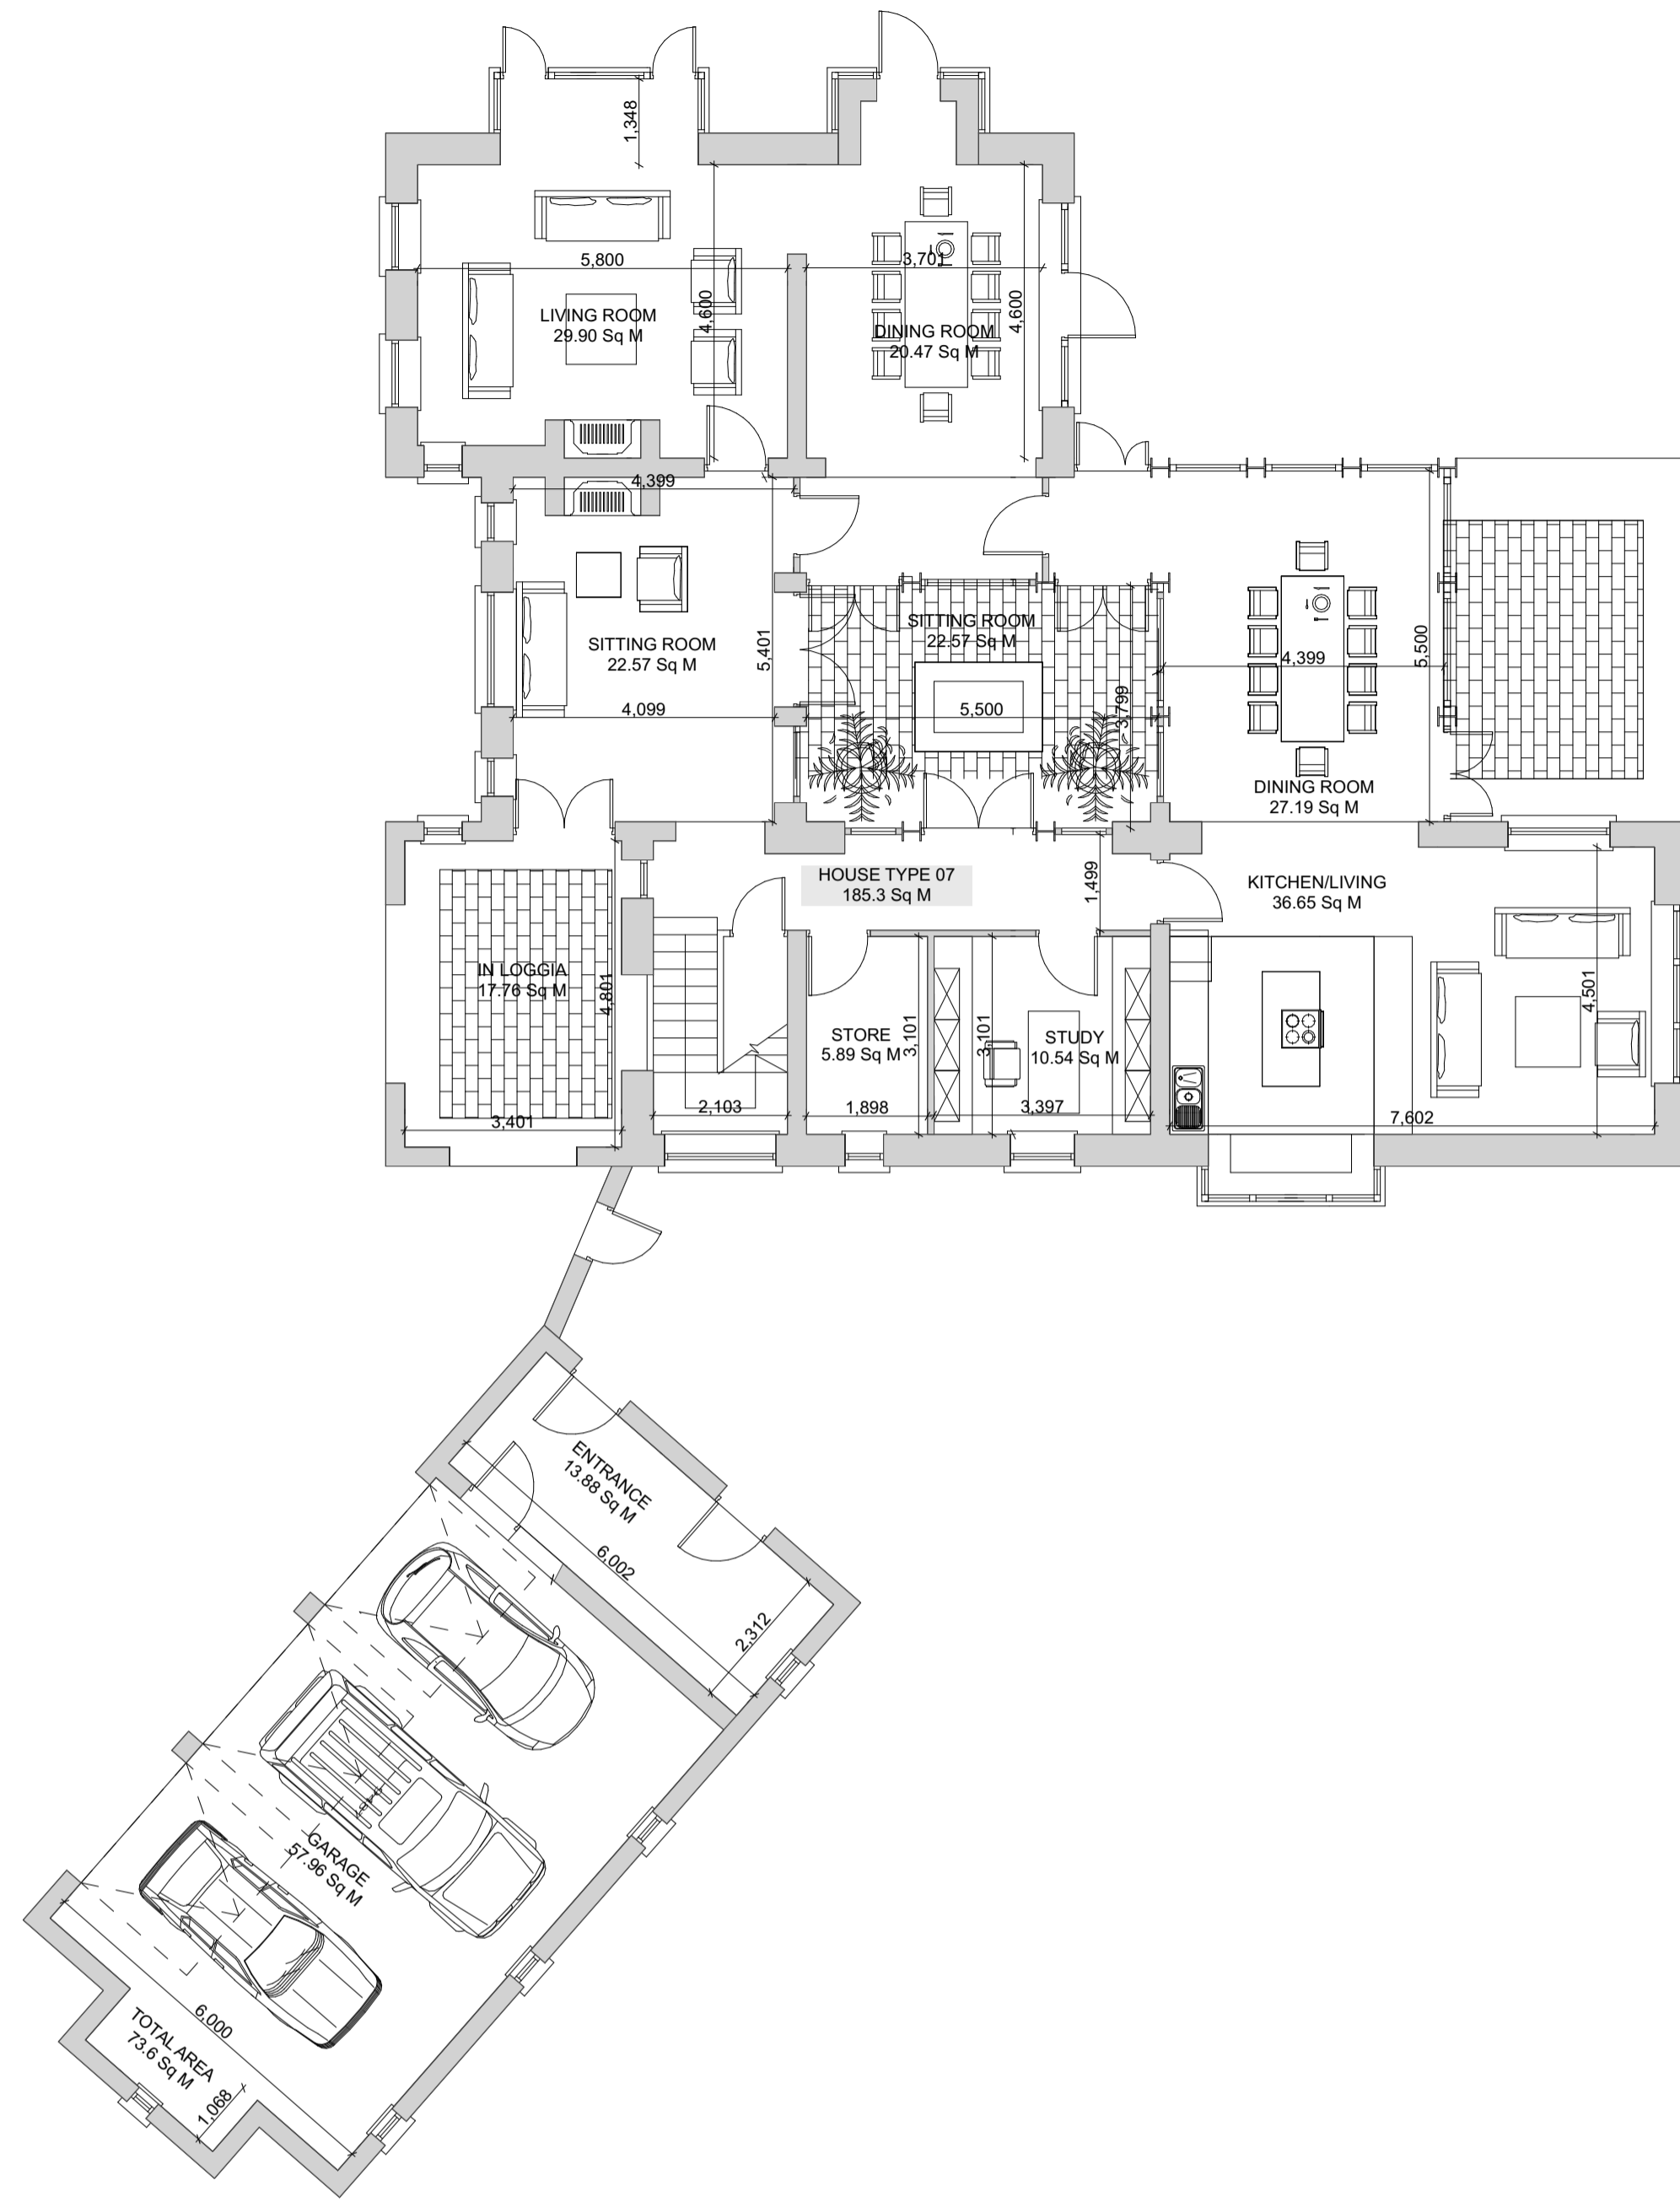 1,348
5,800
3,701
LIVING ROOM
29.90 Sq M
4,600
DINING ROOM
20.47 Sq M
4,600
4,399
SITTING ROOM
22.57 Sq M
5,401
4,099
SITTING ROOM
22.57 Sq M
5,500
3,799
4,399
5,500
DINING ROOM
27.19 Sq M
HOUSE TYPE 07
185.3 Sq M
1,499
KITCHEN/LIVING
36.65 Sq M
IN LOGGIA
17.76 Sq M
4,801
3,401
2,103
STORE
5.89 Sq M
3,101
1,898
3,101
STUDY
10.54 Sq M
3,397
4,501
7,602
ENTRANCE
13.88 Sq M
6,002
2,312
GARAGE
57.96 Sq M
6,000
TOTAL AREA
73.6 Sq M
1,068